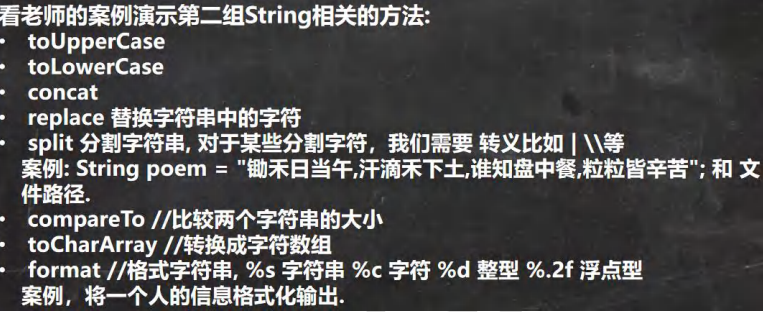 看老师的案例演示第二组String相关的方法:
• toUpperCase
• toLowerCase
• concat
• replace 替换字符串中的字符
• split 分割字符串, 对于某些分割字符，我们需要 转义比如 | \\等
案例: String poem = "锄禾日当午,汗滴禾下土,谁知盘中餐,粒粒皆辛苦"; 和 文
件路径.
• compareTo //比较两个字符串的大小
• toCharArray //转换成字符数组
• format //格式字符串, %s 字符串 %c 字符 %d 整型 %.2f 浮点型
案例，将一个人的信息格式化输出.